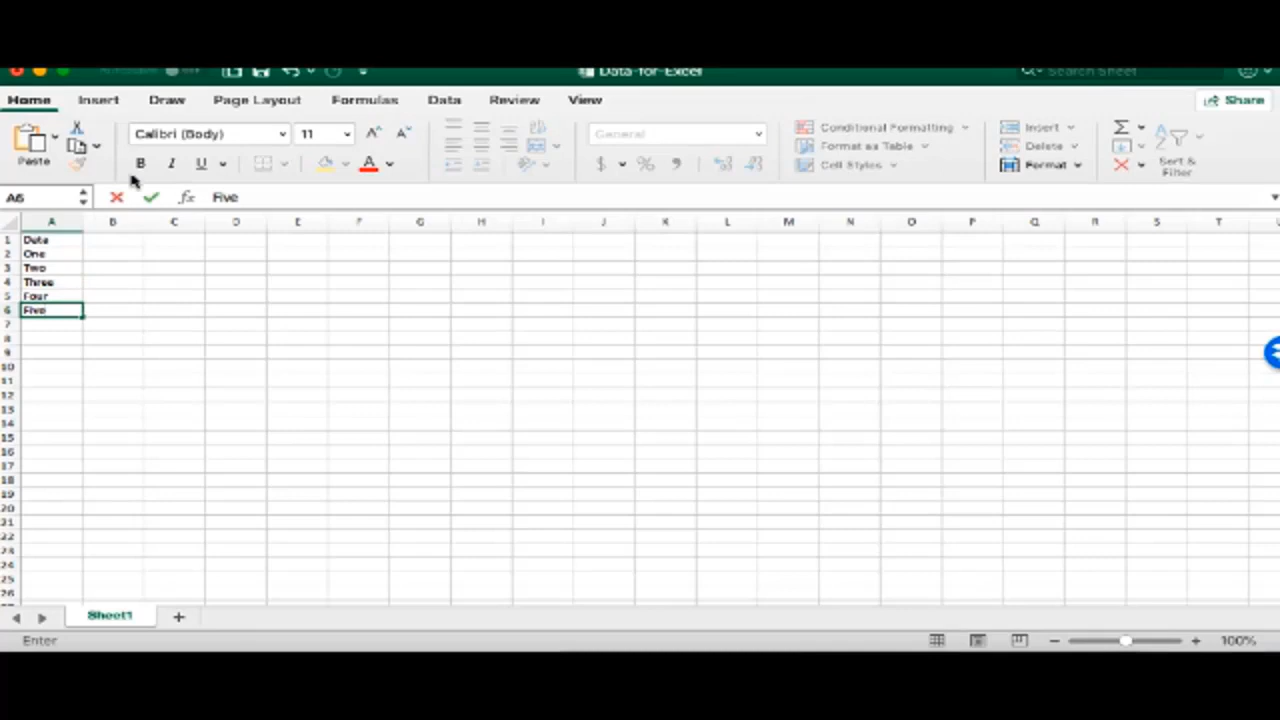 Data-for-Excel
Search Sheet
Home Insert Draw Page Layout Formulas Data Review View Share
Paste
Calibri (Body) 11
B I U A
General
$ % 9
Conditional Formatting
Format as Table
Cell Styles
Insert
Delete
Format
Sort &
Filter
A6 fx Five
A B C D E F G H I J K L M N O P Q R S T
1 Data
2 One
3 Two
4 Three
5 Four
6 Five
7
8
9
10
11
12
13
14
15
16
17
18
19
20
21
22
23
24
25
26
Sheet1 +
Enter
100%